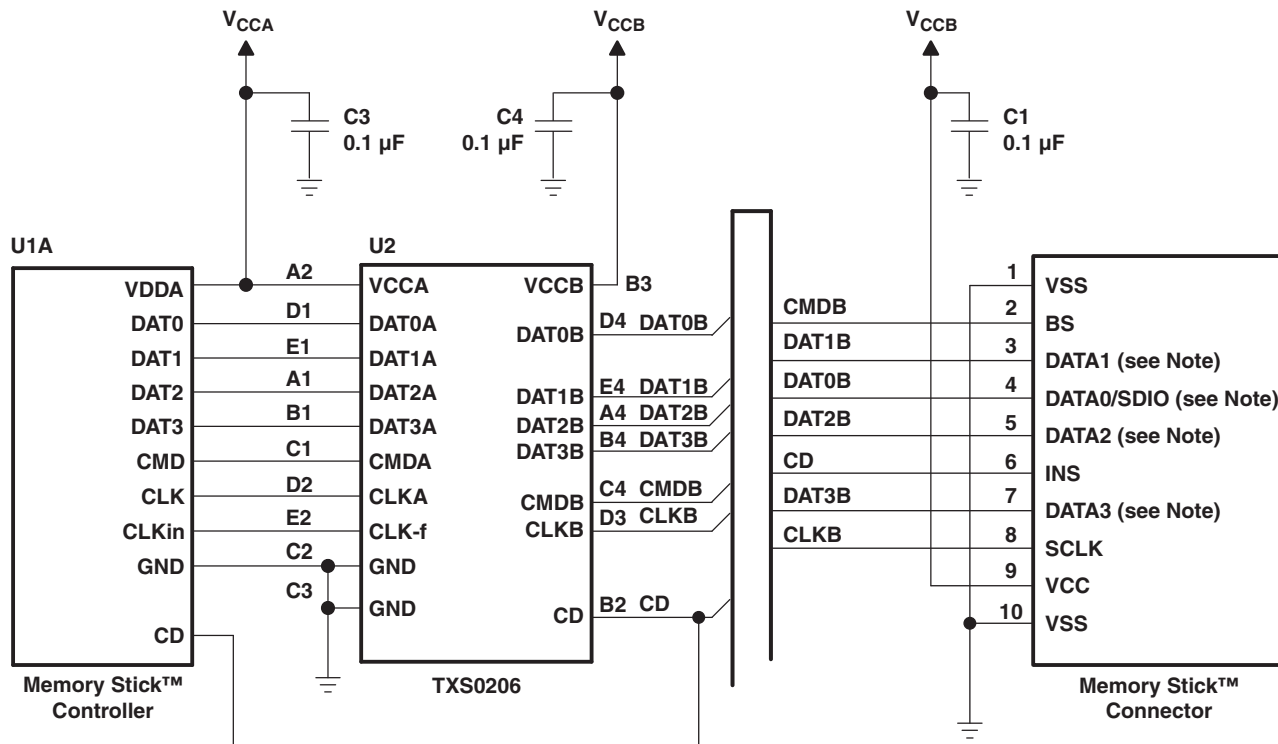 VCCA
VCCB
VCCB
C3
0.1 µF
C4
0.1 µF
C1
0.1 µF
U1A
U2
VDDA
DAT0
DAT1
DAT2
DAT3
CMD
CLK
CLKin
GND
CD
Memory Stick™
Controller
A2
D1
E1
A1
B1
C1
D2
E2
C2
C3
VCCA
DAT0A
DAT1A
DAT2A
DAT3A
CMDA
CLKA
CLK-f
GND
GND
VCCB
DAT0B
DAT1B
DAT2B
DAT3B
CMDB
CLKB
CD
TXS0206
B3
D4 DAT0B
E4 DAT1B
A4 DAT2B
B4 DAT3B
C4 CMDB
D3 CLKB
B2 CD
CMDB
DAT1B
DAT0B
DAT2B
CD
DAT3B
CLKB
1
2
3
4
5
6
7
8
9
10
VSS
BS
DATA1 (see Note)
DATA0/SDIO (see Note)
DATA2 (see Note)
INS
DATA3 (see Note)
SCLK
VCC
VSS
Memory Stick™
Connector